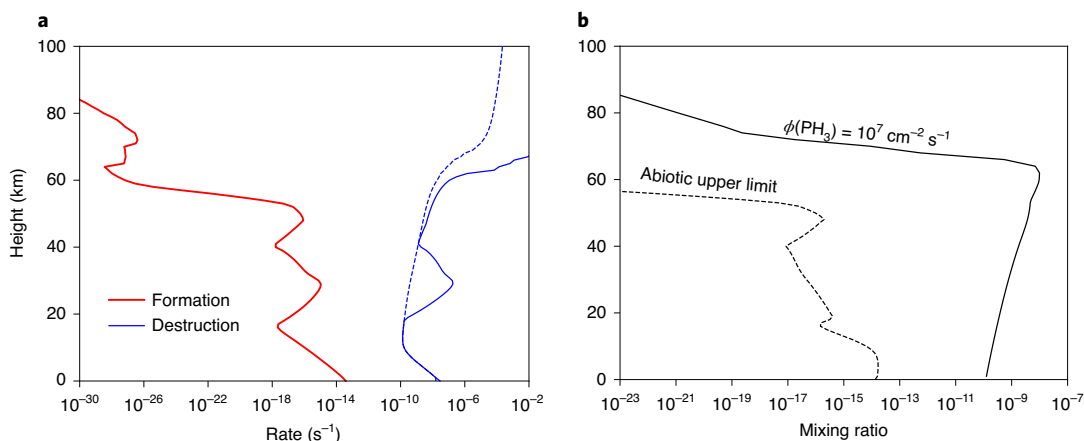 a
100
80
60
40
20
0
Height (km)
Formation
Destruction
10⁻³⁰ 10⁻²⁶ 10⁻²² 10⁻¹⁸ 10⁻¹⁴ 10⁻¹⁰ 10⁻⁶ 10⁻²
Rate (s⁻¹)
b
100
80
60
40
20
0
ϕ(PH₃) = 10⁷ cm⁻² s⁻¹
Abiotic upper limit
10⁻²³ 10⁻²¹ 10⁻¹⁹ 10⁻¹⁷ 10⁻¹⁵ 10⁻¹³ 10⁻¹¹ 10⁻⁹ 10⁻⁷
Mixing ratio